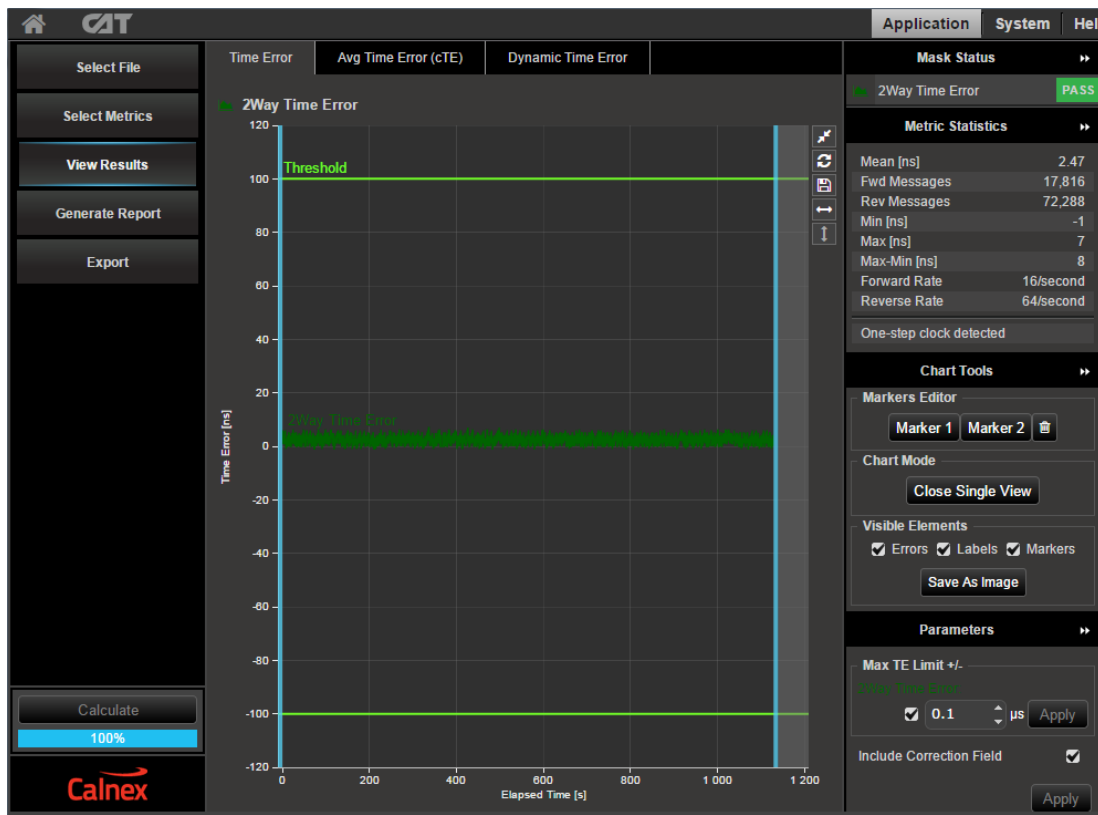 CAT
Application System Hel
Select File
Select Metrics
View Results
Generate Report
Export
Calculate
100%
Calnex
Time Error Avg Time Error (cTE) Dynamic Time Error
2Way Time Error
Threshold
2Way Time Error
120
100
80
60
40
20
0
-20
-40
-60
-80
-100
-120
Time Error [ns]
0 200 400 600 800 1 000 1 200
Elapsed Time [s]
Mask Status
2Way Time Error PASS
Metric Statistics
Mean [ns] 2.47
Fwd Messages 17,816
Rev Messages 72,288
Min [ns] -1
Max [ns] 7
Max-Min [ns] 8
Forward Rate 16/second
Reverse Rate 64/second
One-step clock detected
Chart Tools
Markers Editor
Marker 1 Marker 2
Chart Mode
Close Single View
Visible Elements
Errors Labels Markers
Save As Image
Parameters
Max TE Limit +/-
2Way Time Error
0.1 µs Apply
Include Correction Field
Apply